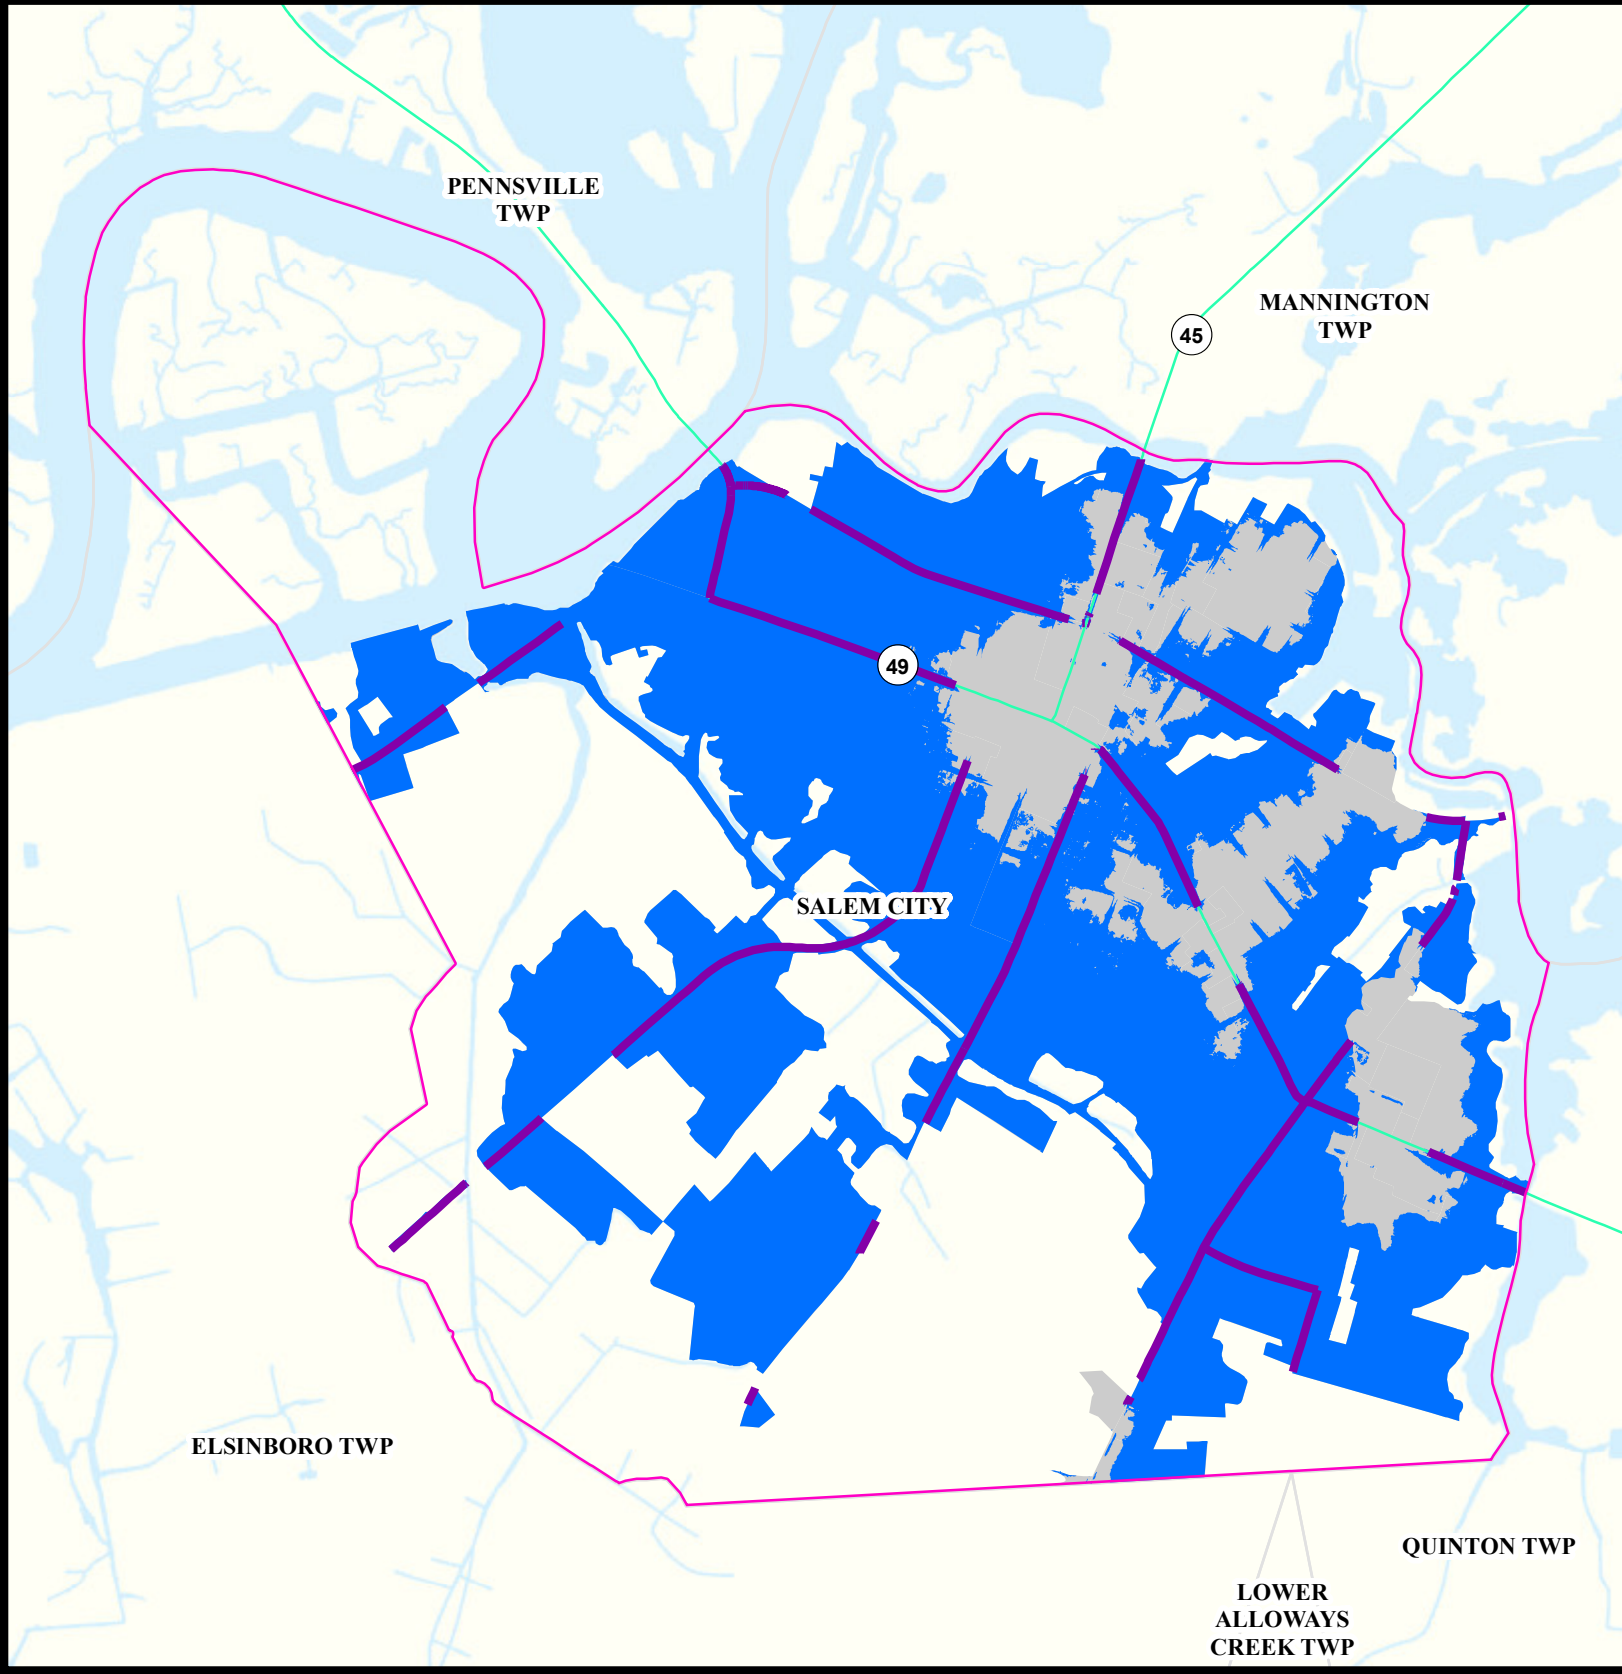 PENNSVILLE
TWP
MANNINGTON
TWP
45
49
SALEM CITY
ELSINBORO TWP
QUINTON TWP
LOWER
ALLOWAYS
CREEK TWP